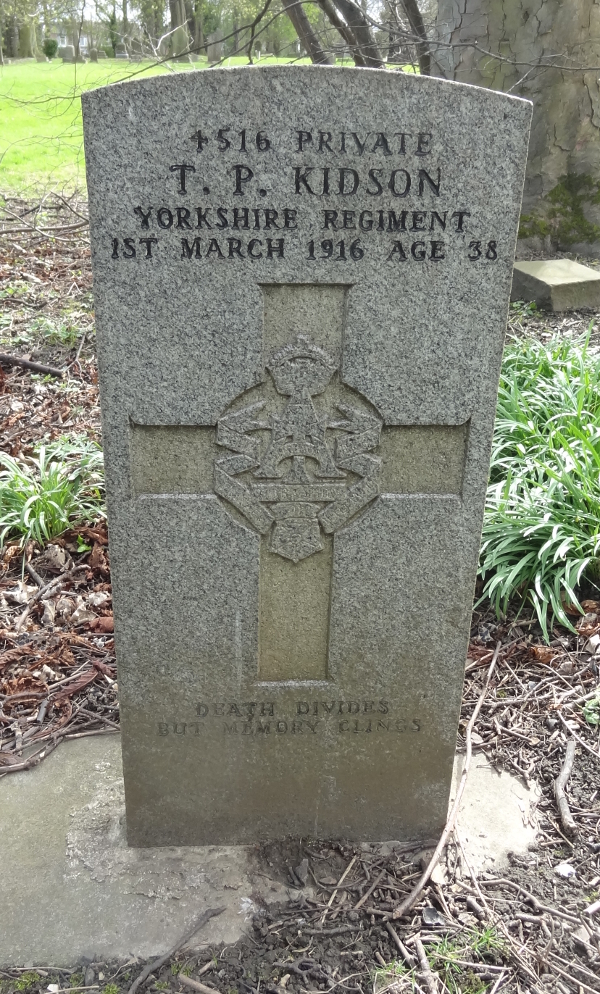 4516 PRIVATE
T. P. KIDSON
YORKSHIRE REGIMENT
1ST MARCH 1916 AGE 38
DEATH DIVIDES
BUT MEMORY CLINGS